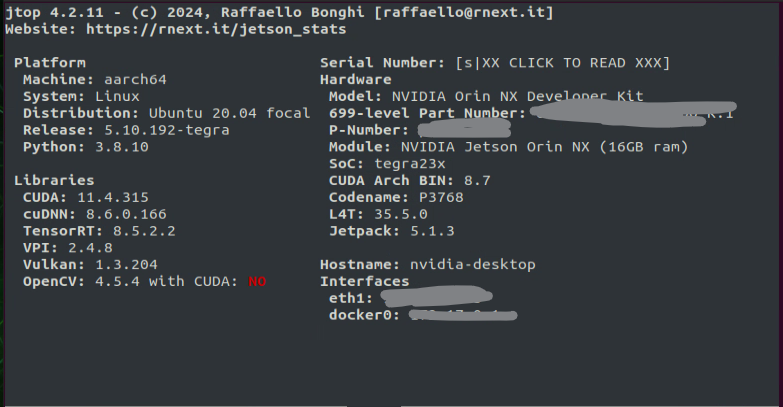 jtop 4.2.11 - (c) 2024, Raffaello Bonghi [raffaello@rnext.it]
Website: https://rnext.it/jetson_stats
Platform
Machine: aarch64
System: Linux
Distribution: Ubuntu 20.04 focal
Release: 5.10.192-tegra
Python: 3.8.10
Libraries
CUDA: 11.4.315
cuDNN: 8.6.0.166
TensorRT: 8.5.2.2
VPI: 2.4.8
Vulkan: 1.3.204
OpenCV: 4.5.4 with CUDA: NO
Serial Number: [s|XX CLICK TO READ XXX]
Hardware
Model: NVIDIA Orin NX Developer Kit
699-level Part Number:
P-Number:
Module: NVIDIA Jetson Orin NX (16GB ram)
SoC: tegra23x
CUDA Arch BIN: 8.7
Codename: P3768
L4T: 35.5.0
Jetpack: 5.1.3
Hostname: nvidia-desktop
Interfaces
eth1:
docker0: